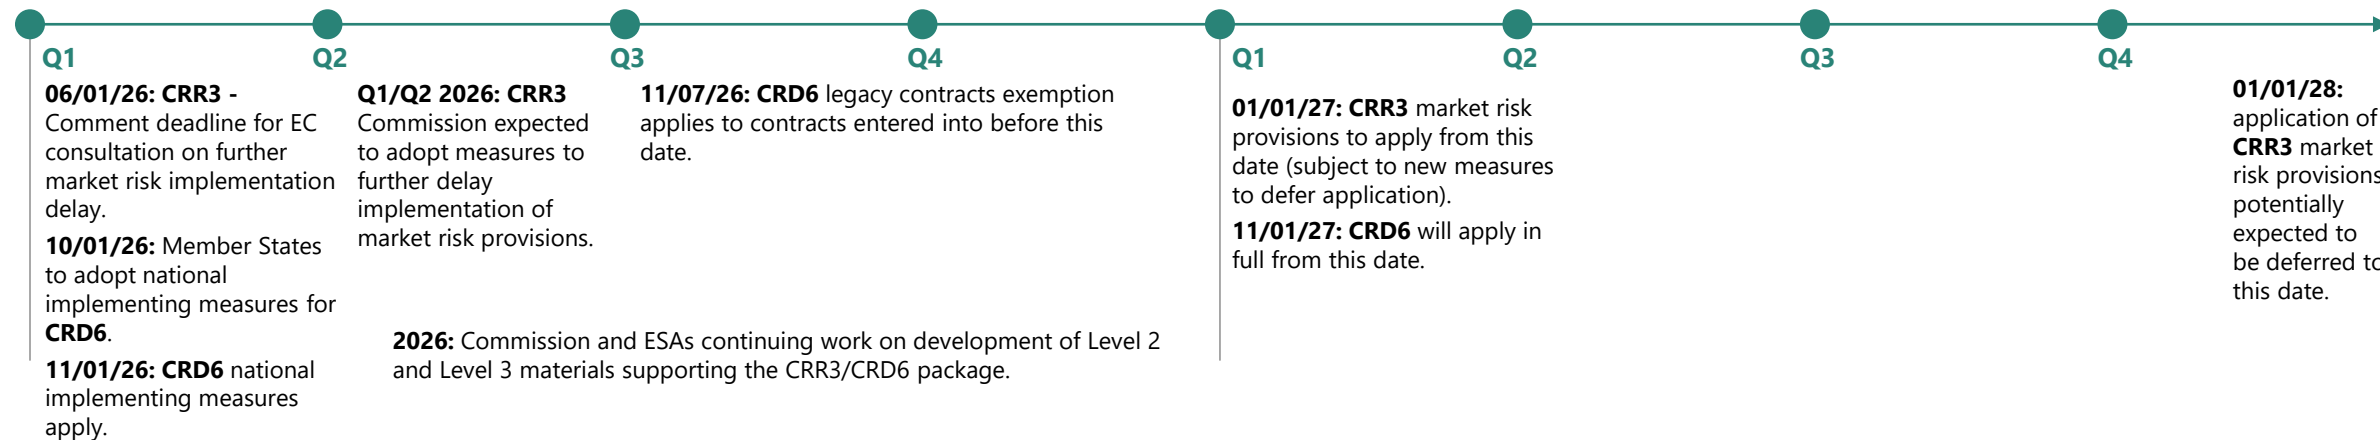 Q1
Q2
Q3
Q4
Q1
Q2
Q3
Q4
06/01/26: CRR3 -
Comment deadline for EC
consultation on further
market risk implementation
delay.
10/01/26: Member States
to adopt national
implementing measures for
CRD6.
11/01/26: CRD6 national
implementing measures
apply.
Q1/Q2 2026: CRR3
Commission expected
to adopt measures to
further delay
implementation of
market risk provisions.
11/07/26: CRD6 legacy contracts exemption
applies to contracts entered into before this
date.
2026: Commission and ESAs continuing work on development of Level 2
and Level 3 materials supporting the CRR3/CRD6 package.
01/01/27: CRR3 market risk
provisions to apply from this
date (subject to new measures
to defer application).
11/01/27: CRD6 will apply in
full from this date.
01/01/28:
application of
CRR3 market
risk provisions
potentially
expected to
be deferred to
this date.